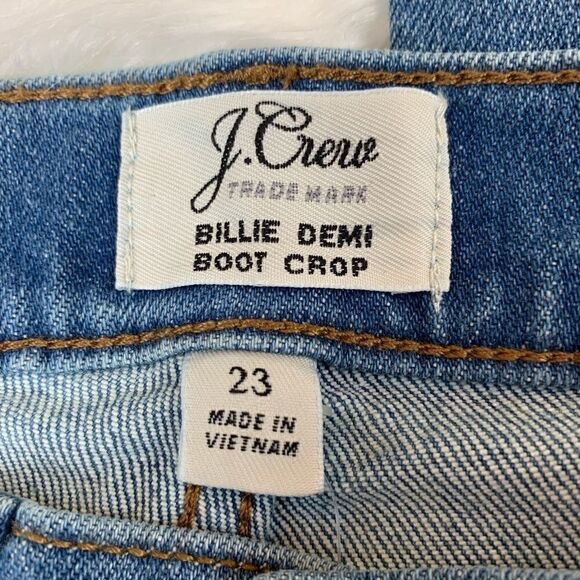 J.Crew
TRADE MARK
BILLIE DEMI
BOOT CROP
23
MADE IN
VIETNAM